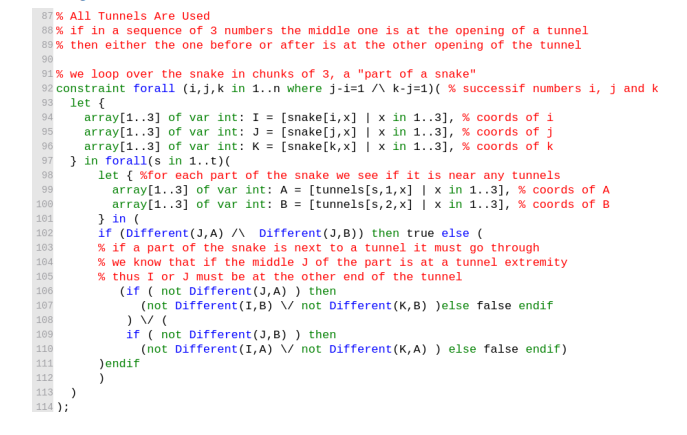 87 % All Tunnels Are Used
88 % if in a sequence of 3 numbers the middle one is at the opening of a tunnel
89 % then either the one before or after is at the other opening of the tunnel
90
91 % we loop over the snake in chunks of 3, a "part of a snake"
92 constraint forall (i,j,k in 1..n where j-i=1 /\ k-j=1)( % successif numbers i, j and k
93   let {
94     array[1..3] of var int: I = [snake[i,x] | x in 1..3], % coords of i
95     array[1..3] of var int: J = [snake[j,x] | x in 1..3], % coords of j
96     array[1..3] of var int: K = [snake[k,x] | x in 1..3], % coords of k
97   } in forall(s in 1..t)(
98       let { %for each part of the snake we see if it is near any tunnels
99         array[1..3] of var int: A = [tunnels[s,1,x] | x in 1..3], % coords of A
100         array[1..3] of var int: B = [tunnels[s,2,x] | x in 1..3], % coords of B
101       } in (
102       if (Different(J,A) /\  Different(J,B)) then true else (
103       % if a part of the snake is next to a tunnel it must go through
104       % we know that if the middle J of the part is at a tunnel extremity
105       % thus I or J must be at the other end of the tunnel
106          (if ( not Different(J,A) ) then
107             (not Different(I,B) \/ not Different(K,B) )else false endif
108           ) \/ (
109           if ( not Different(J,B) ) then
110             (not Different(I,A) \/ not Different(K,A) ) else false endif)
111       )endif
112       )
113   )
114 );